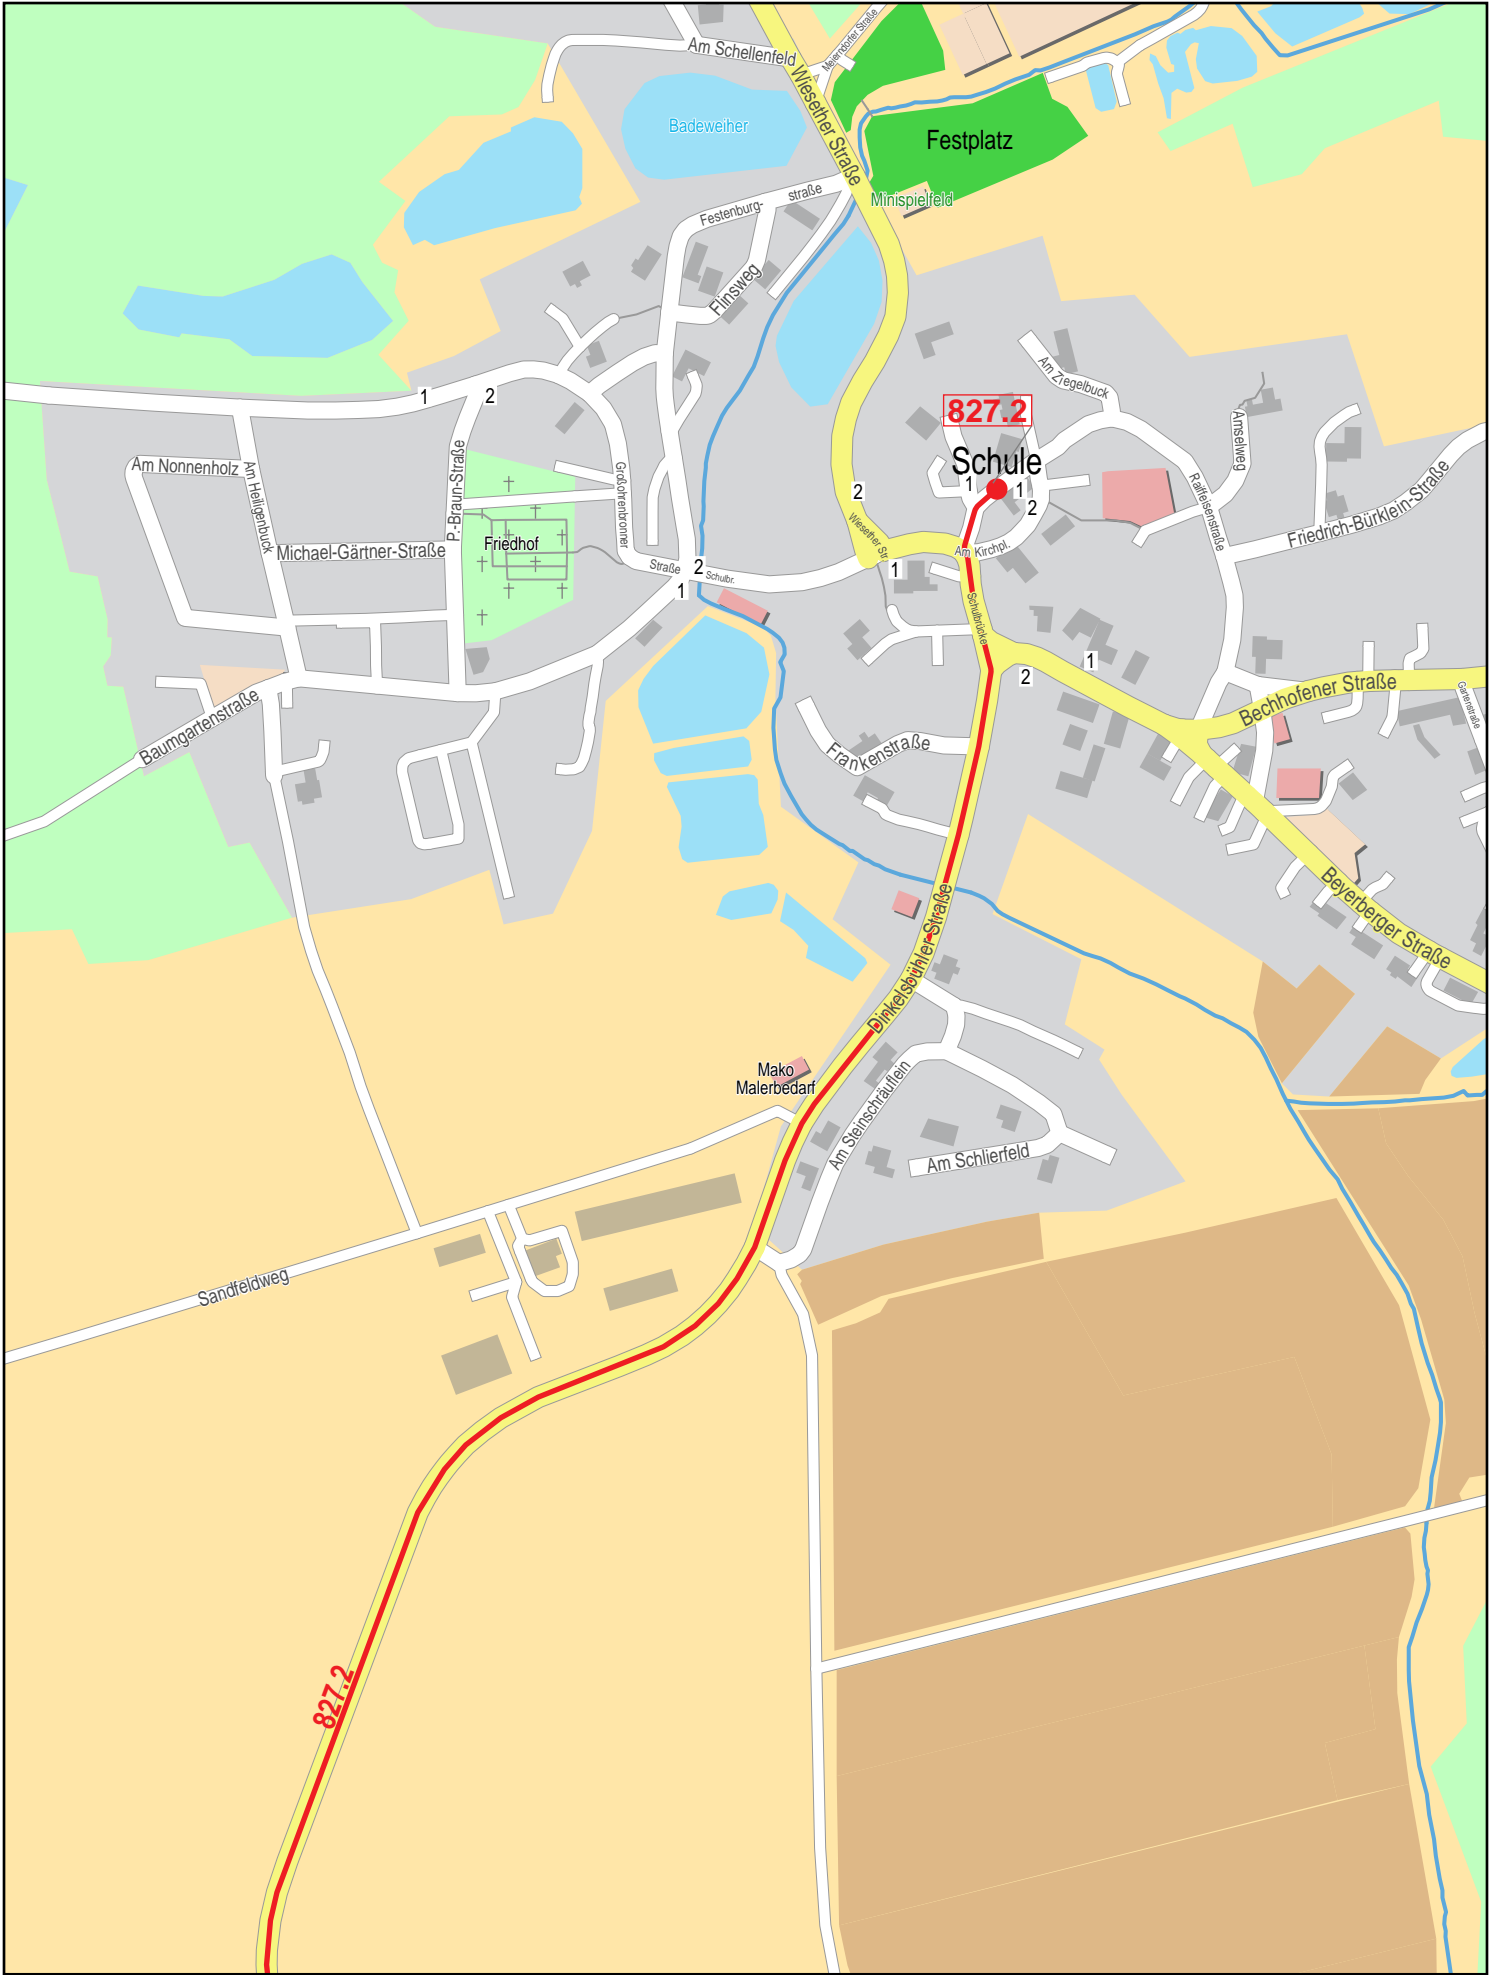 Am Schellenfeld
Meierndorfer Straße
Wiesether Straße
Badeweiher
Festplatz
Minispielfeld
Festenburg-
straße
Flinsweg
1
2
Am Ziegelbuck
827.2
Amselweg
Schule
Am Nonnenholz
Am Heiligenbuck
P.-Braun-Straße
Großohrenbronner
Straße
Raiffeisenstraße
Friedrich-Bürklein-Straße
1
1
2
2
Wiesether Str.
Am Kirchpl.
Michael-Gärtner-Straße
Friedhof
2
Schulbr.
1
1
Schulbrücke
1
2
Bechhofener Straße
Gartenstraße
Baumgartenstraße
Frankenstraße
Beyerberger Straße
Dinkelsbühler Straße
Mako
Malerbedarf
Am Steinschräuflein
Am Schlierfeld
Sandfeldweg
827.2